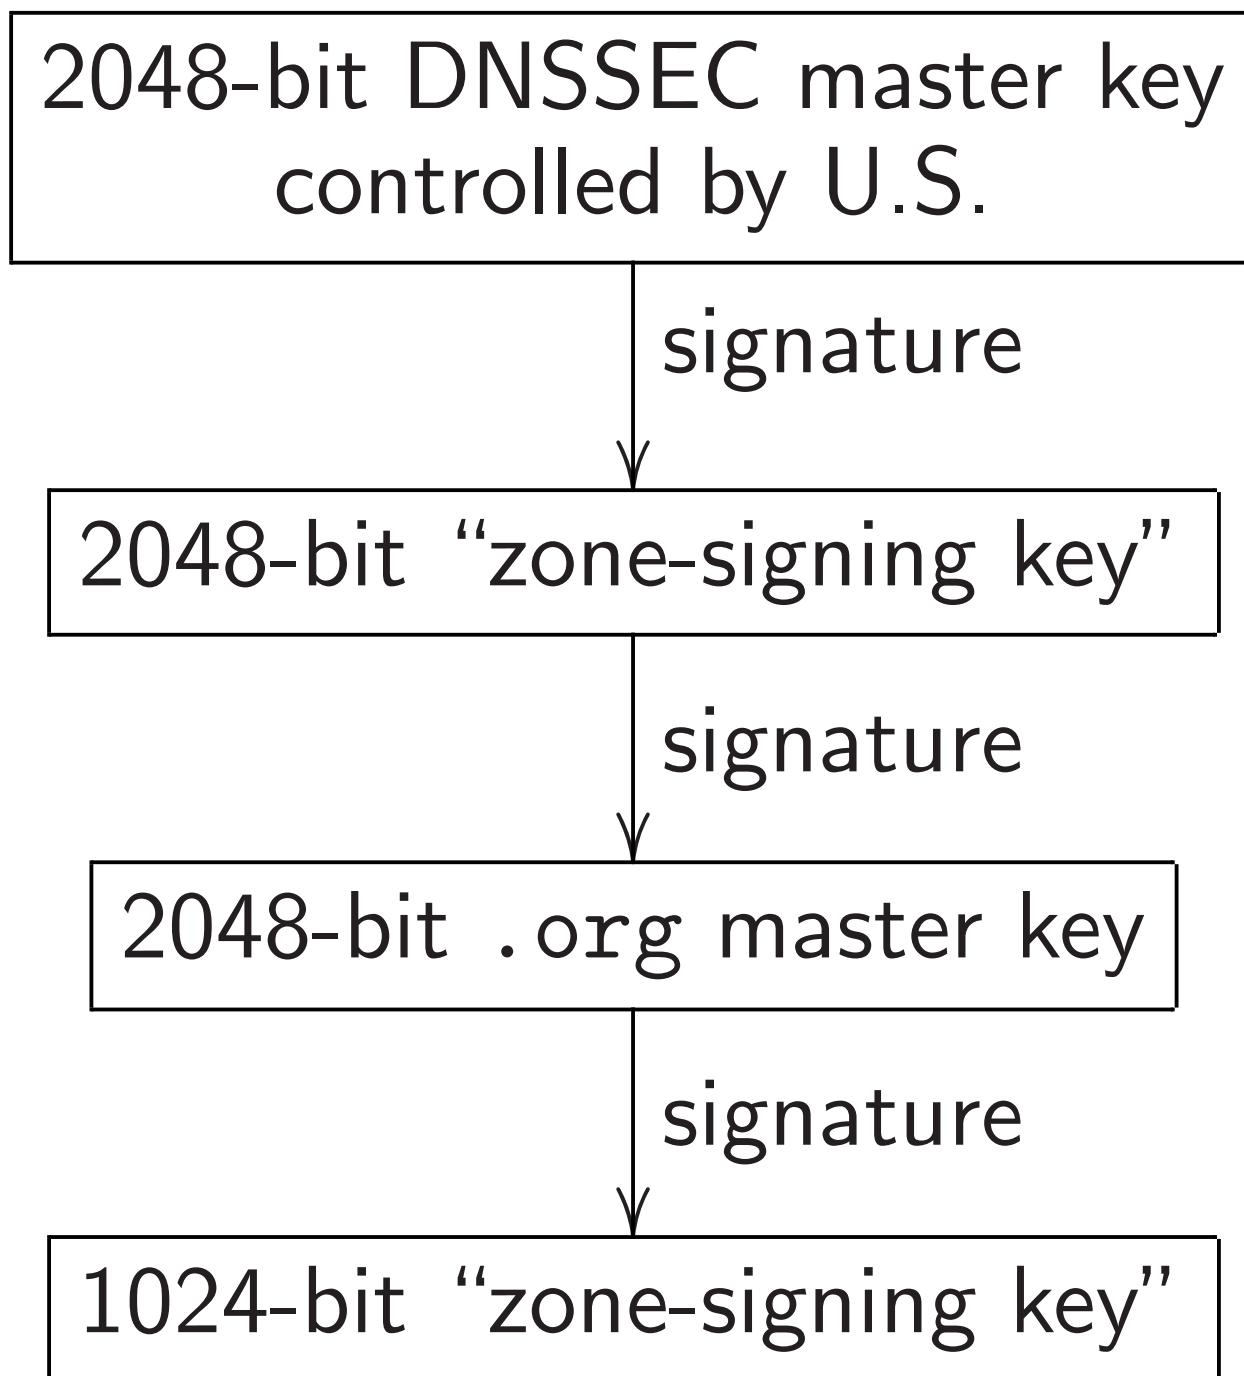 2048-bit DNSSEC master key
controlled by U.S.
signature
2048-bit “zone-signing key”
signature
2048-bit .org master key
signature
1024-bit “zone-signing key”